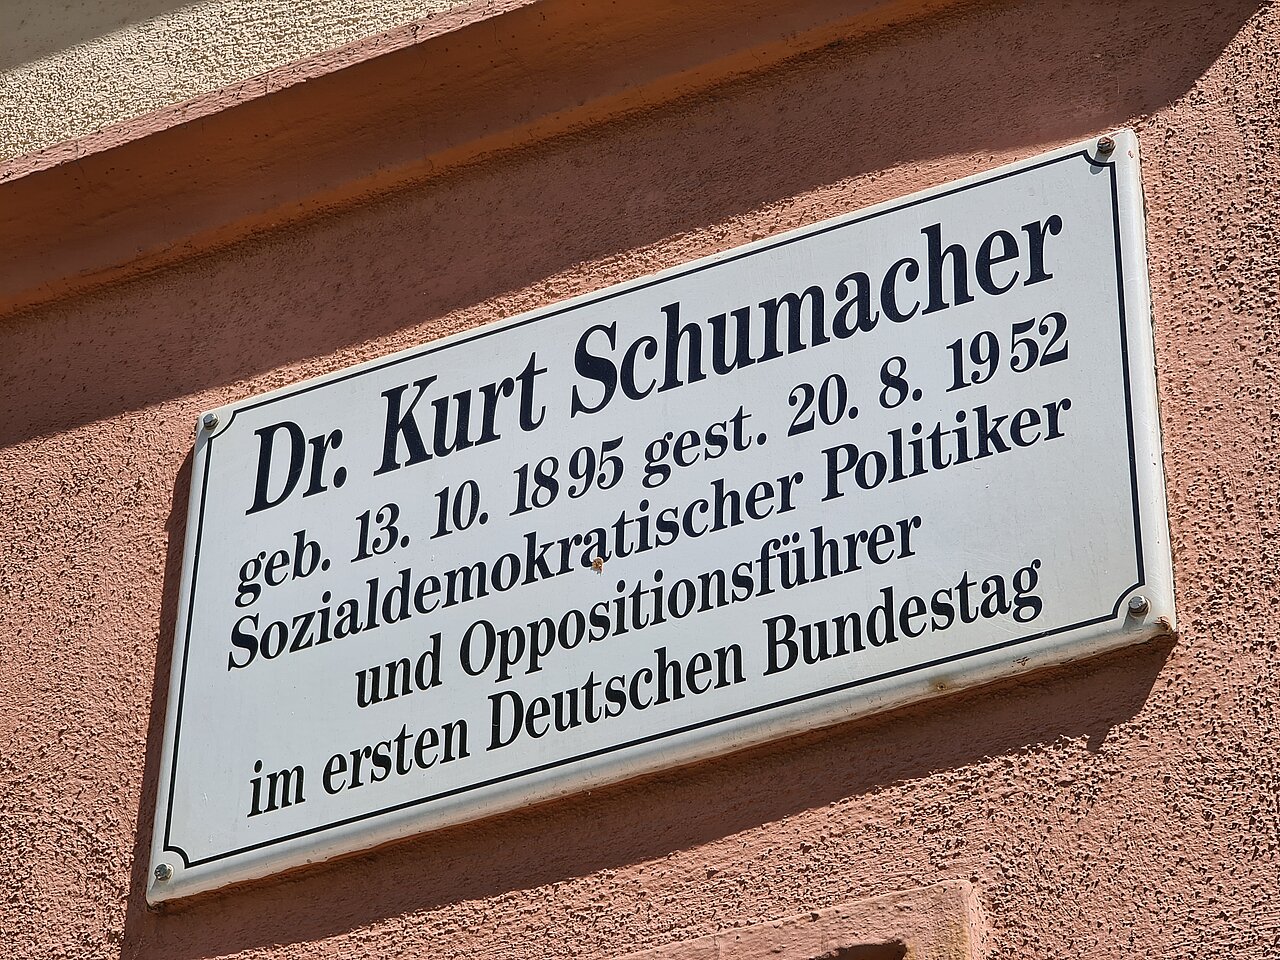 Dr. Kurt Schumacher
geb. 13. 10. 1895 gest. 20. 8. 1952
Sozialdemokratischer Politiker
und Oppositionsführer
im ersten Deutschen Bundestag